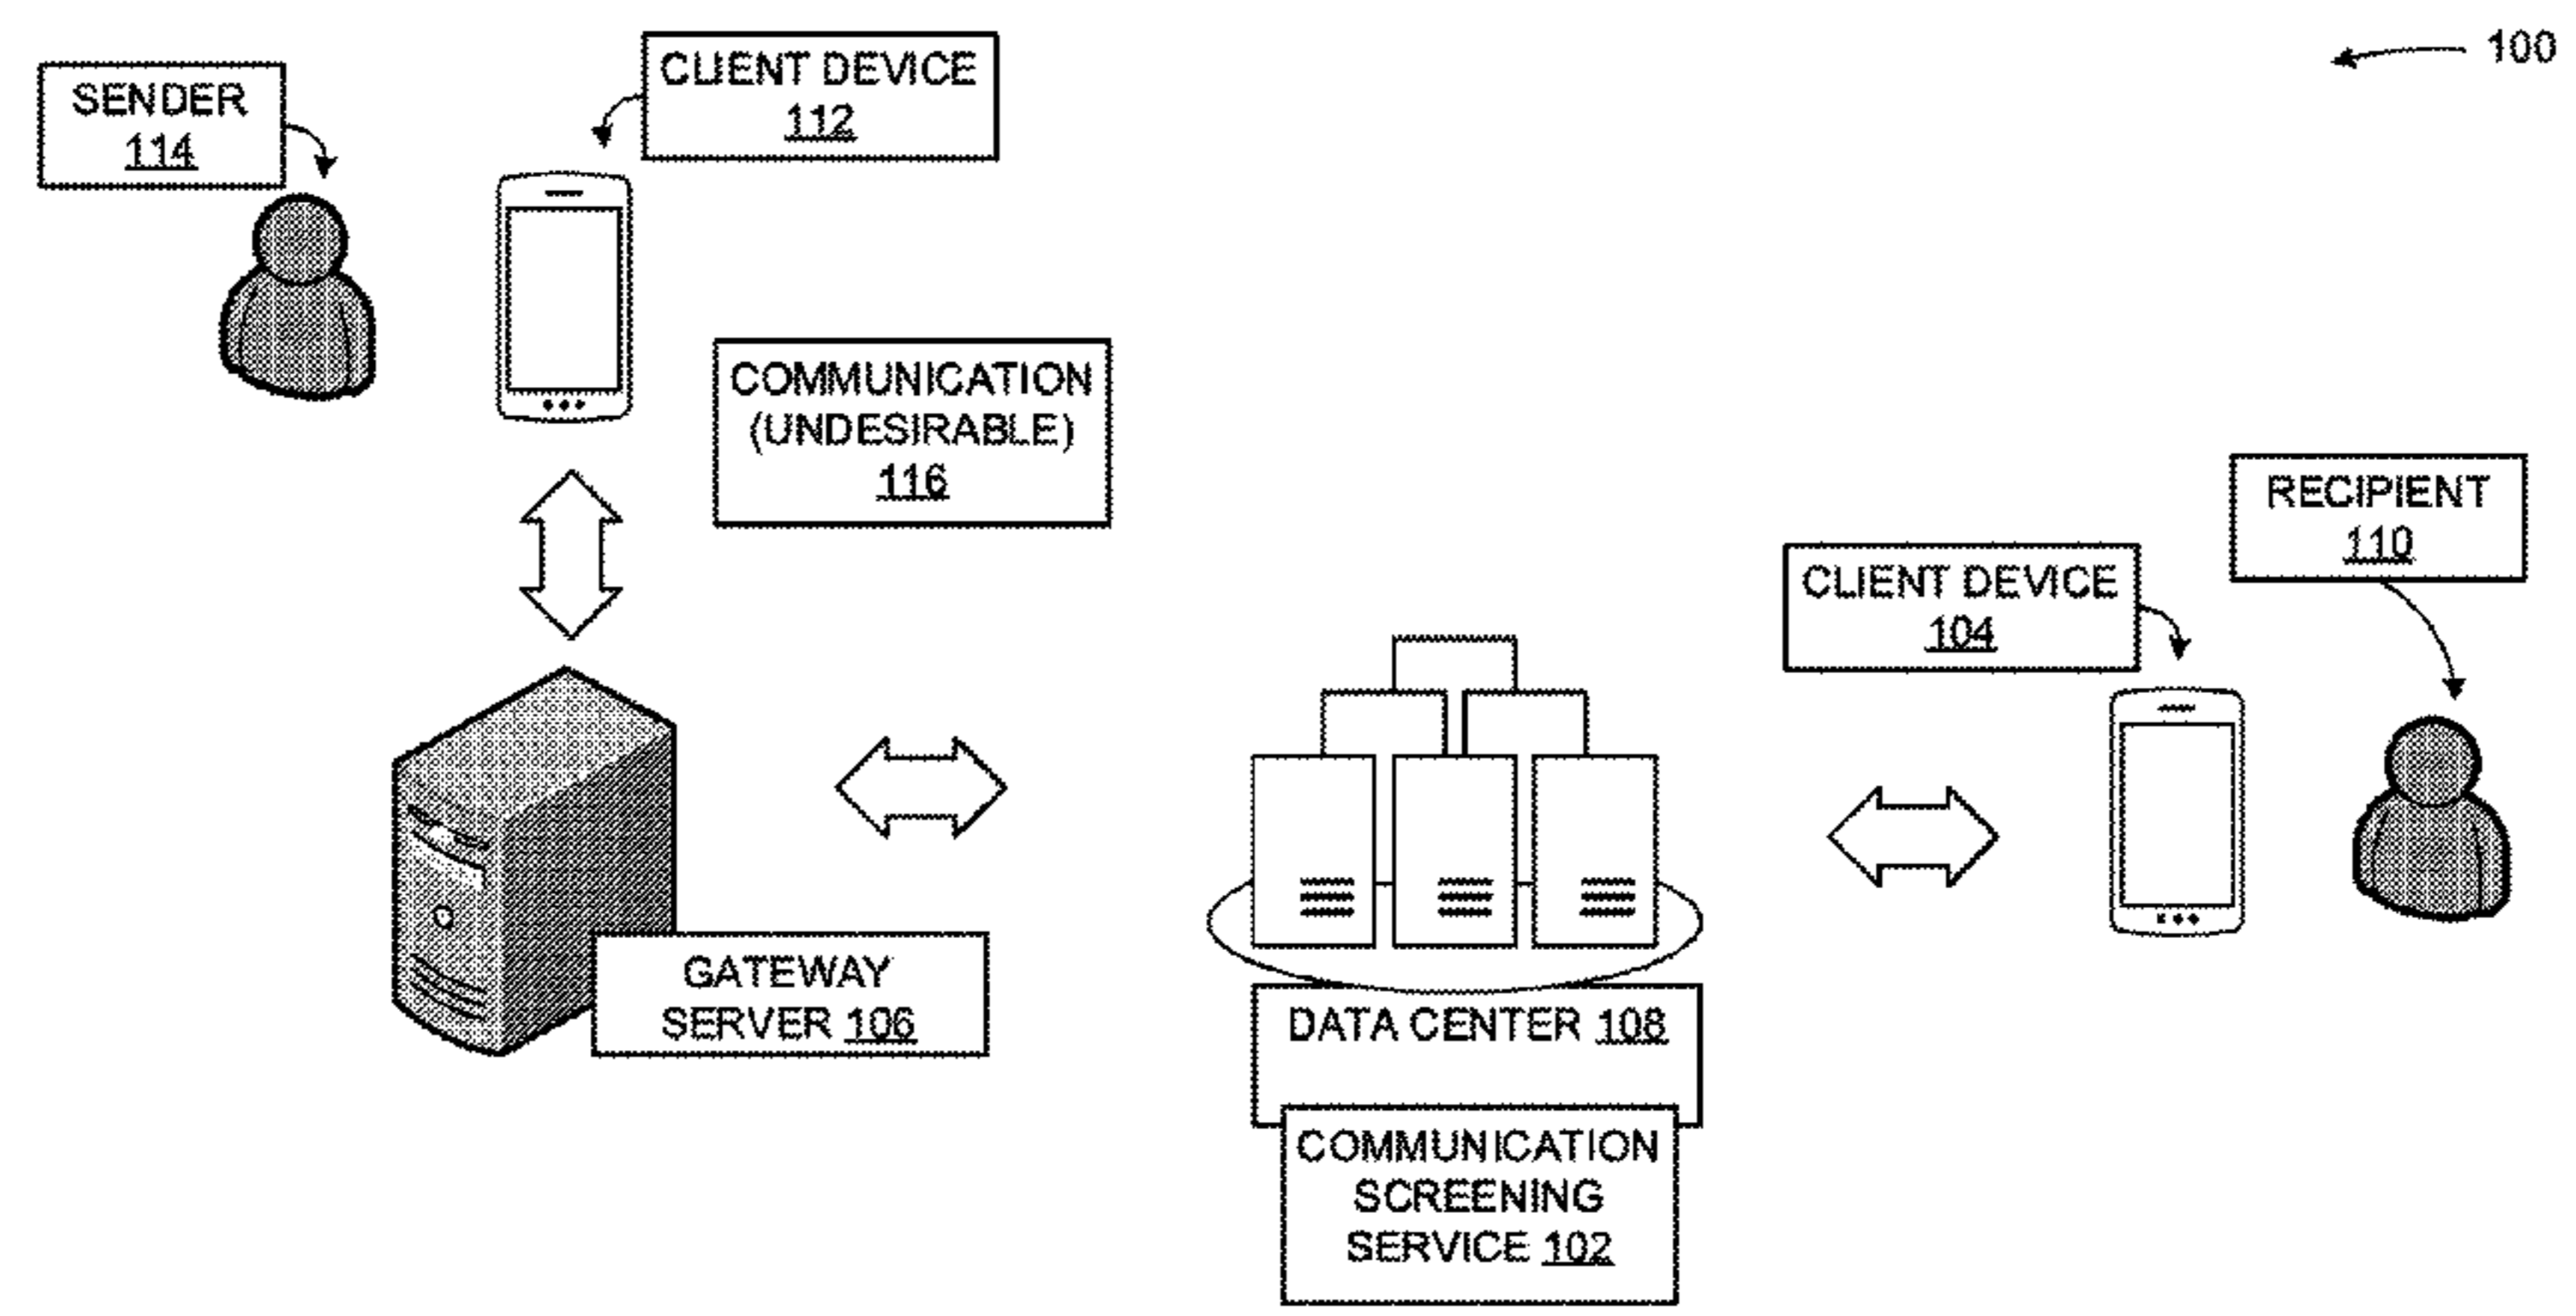 100
SENDER
114
CLIENT DEVICE
112
COMMUNICATION
(UNDESIRABLE)
116
RECIPIENT
110
CLIENT DEVICE
104
GATEWAY
SERVER 106
DATA CENTER 108
COMMUNICATION
SCREENING
SERVICE 102